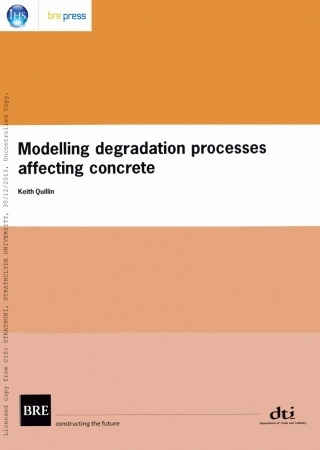 IHS
bre press
Licensed copy from CIS: STRATHUNI, STRATHCLYDE UNIVERSITY, 30/12/2013, Uncontrolled Copy.
Modelling degradation processes
affecting concrete
Keith Quillin
BRE
constructing the future
dti
Department of Trade and Industry